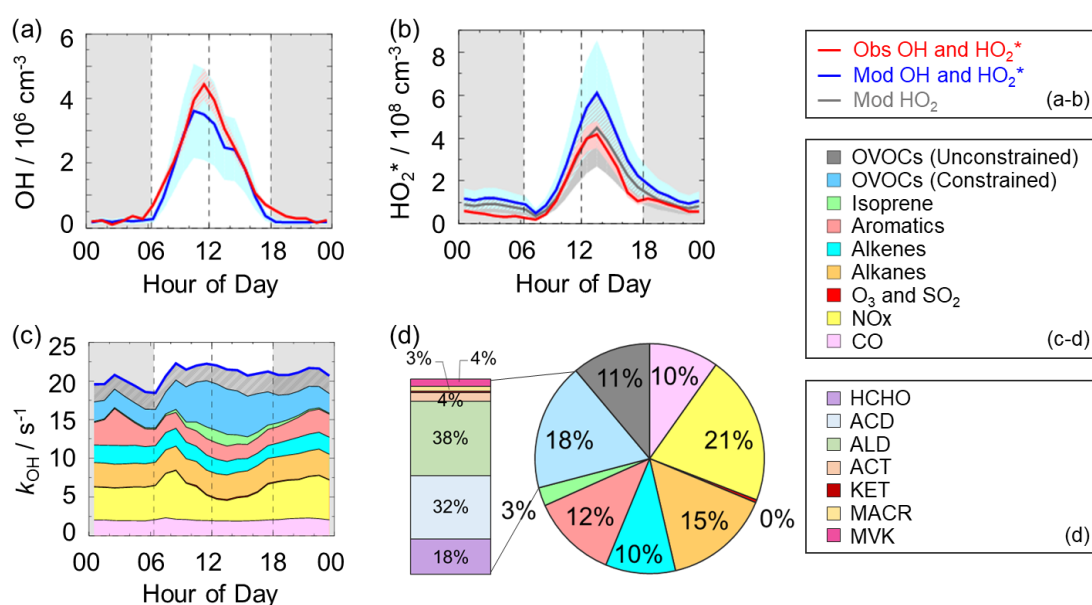 (a)
OH / 10⁶ cm⁻³
6
4
2
0
00 06 12 18 00
Hour of Day
(b)
HO₂* / 10⁸ cm⁻³
8
6
4
2
0
00 06 12 18 00
Hour of Day
Obs OH and HO₂*
Mod OH and HO₂*
Mod HO₂
(a-b)
OVOCs (Unconstrained)
OVOCs (Constrained)
Isoprene
Aromatics
Alkenes
Alkanes
O₃ and SO₂
NOx
CO
(c-d)
(c)
k_OH / s⁻¹
25
20
15
10
5
0
00 06 12 18 00
Hour of Day
(d)
3% 4%
4%
38%
32%
18%
11%
10%
21%
0%
15%
10%
12%
3%
18%
HCHO
ACD
ALD
ACT
KET
MACR
MVK
(d)